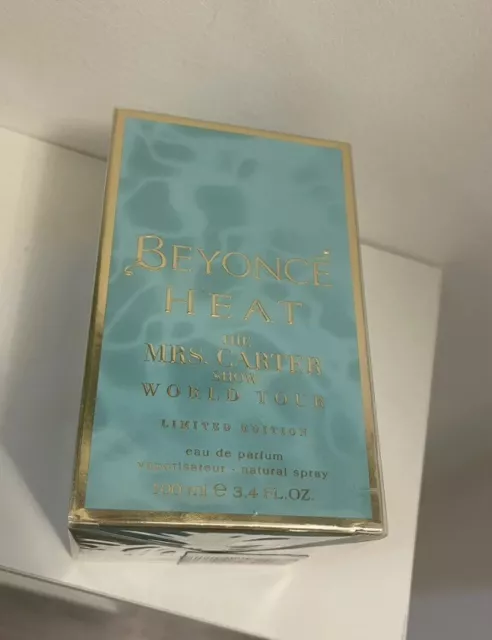 BEYONCÉ
HEAT
THE
MRS. CARTER
SHOW
WORLD TOUR
LIMITED EDITION
eau de parfum
vaporisateur - natural spray
100 ml ℮ 3.4 FL.OZ.